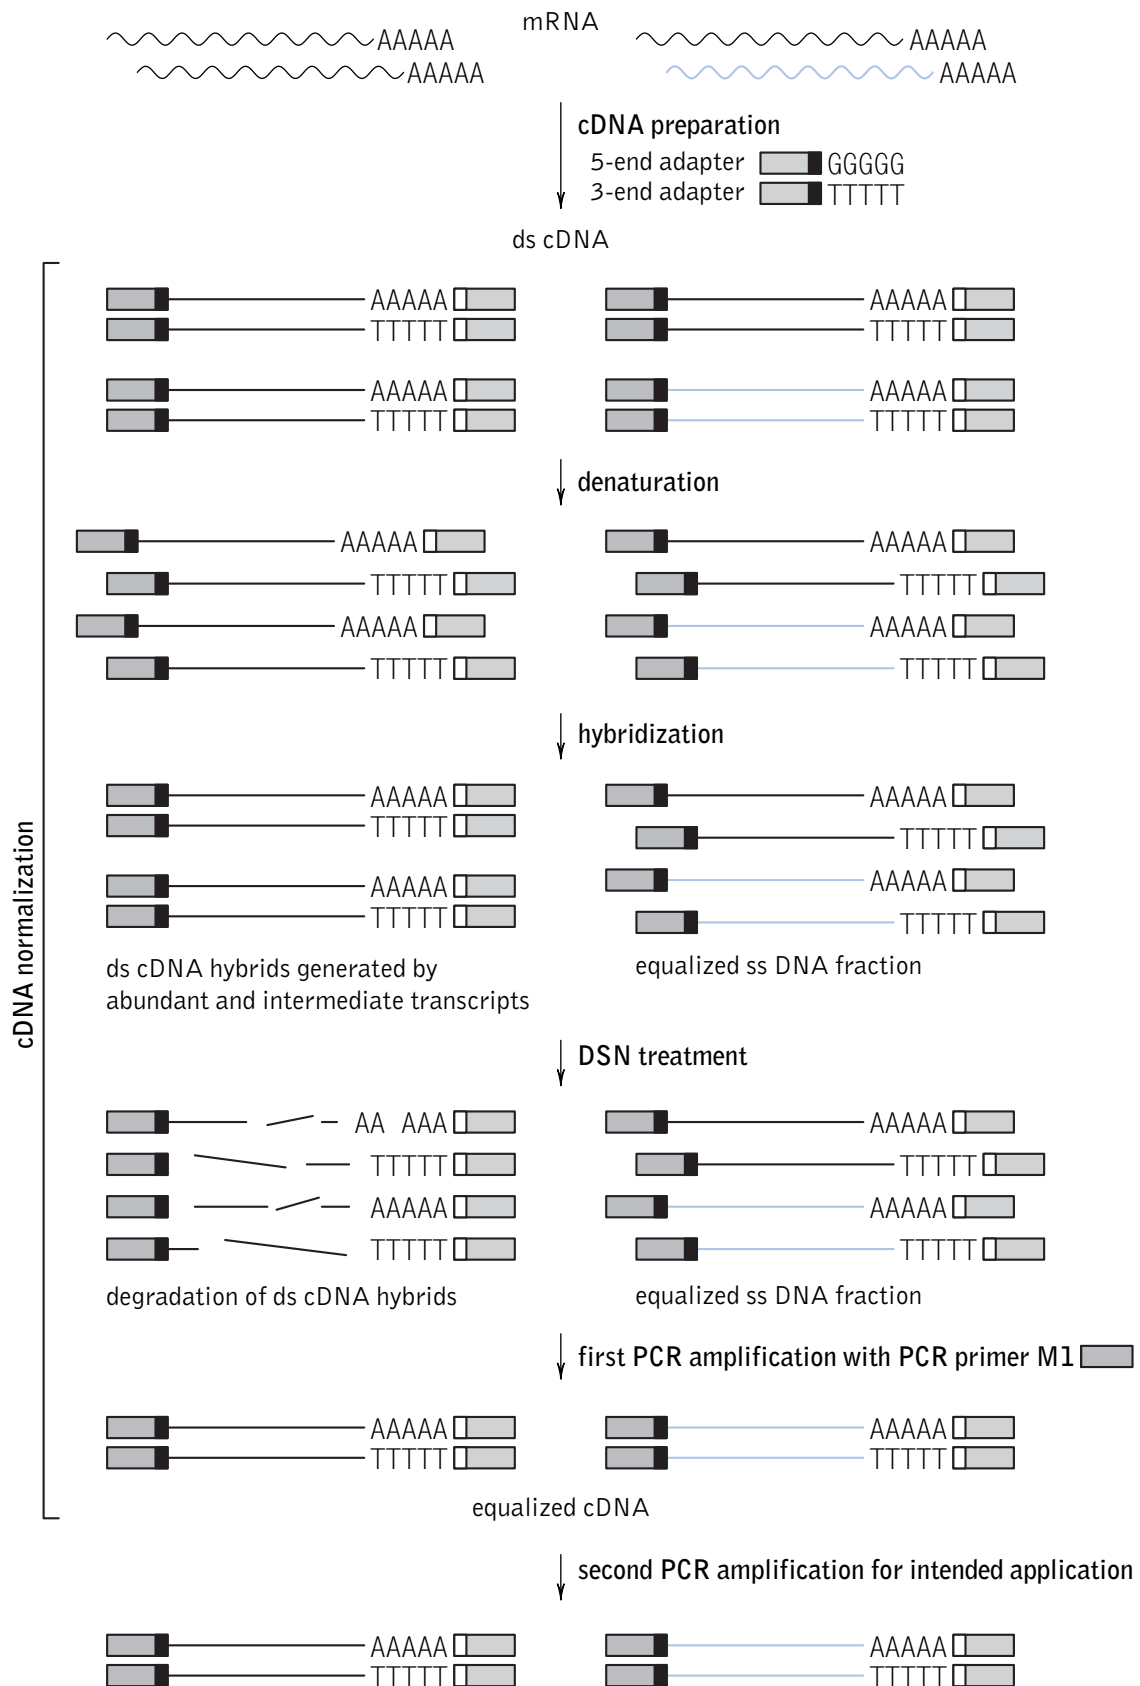 mRNA
AAAAA AAAAA
AAAAA AAAAA
cDNA preparation
5-end adapter GGGGG
3-end adapter TTTTT
ds cDNA
AAAAA AAAAA
TTTTT TTTTT
AAAAA AAAAA
TTTTT TTTTT
denaturation
AAAAA AAAAA
TTTTT TTTTT
AAAAA AAAAA
TTTTT TTTTT
hybridization
AAAAA AAAAA
TTTTT TTTTT
AAAAA AAAAA
TTTTT TTTTT
ds cDNA hybrids generated by
abundant and intermediate transcripts
equalized ss DNA fraction
cDNA normalization
DSN treatment
AA AAA AAAAA
TTTTT TTTTT
AAAAA AAAAA
TTTTT TTTTT
degradation of ds cDNA hybrids
equalized ss DNA fraction
first PCR amplification with PCR primer M1
AAAAA AAAAA
TTTTT TTTTT
equalized cDNA
second PCR amplification for intended application
AAAAA AAAAA
TTTTT TTTTT